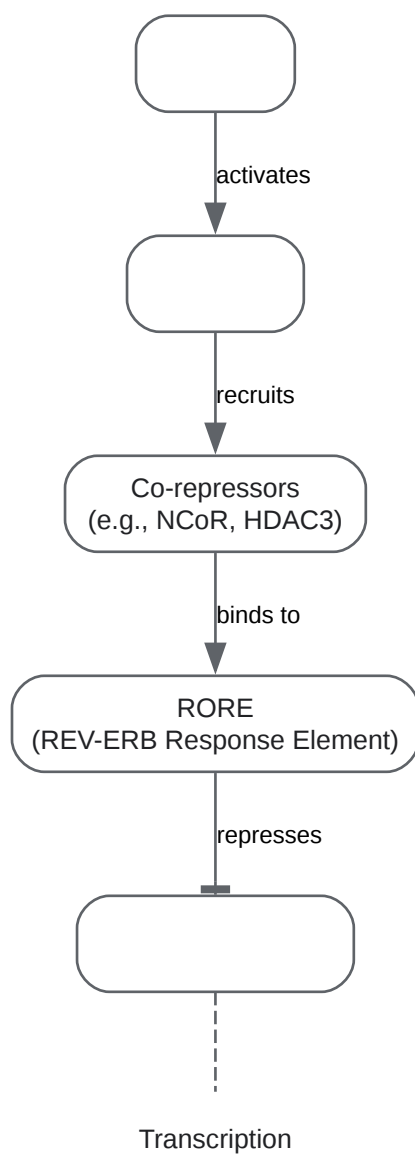 activates
recruits
Co-repressors
(e.g., NCoR, HDAC3)
binds to
RORE
(REV-ERB Response Element)
represses
Transcription